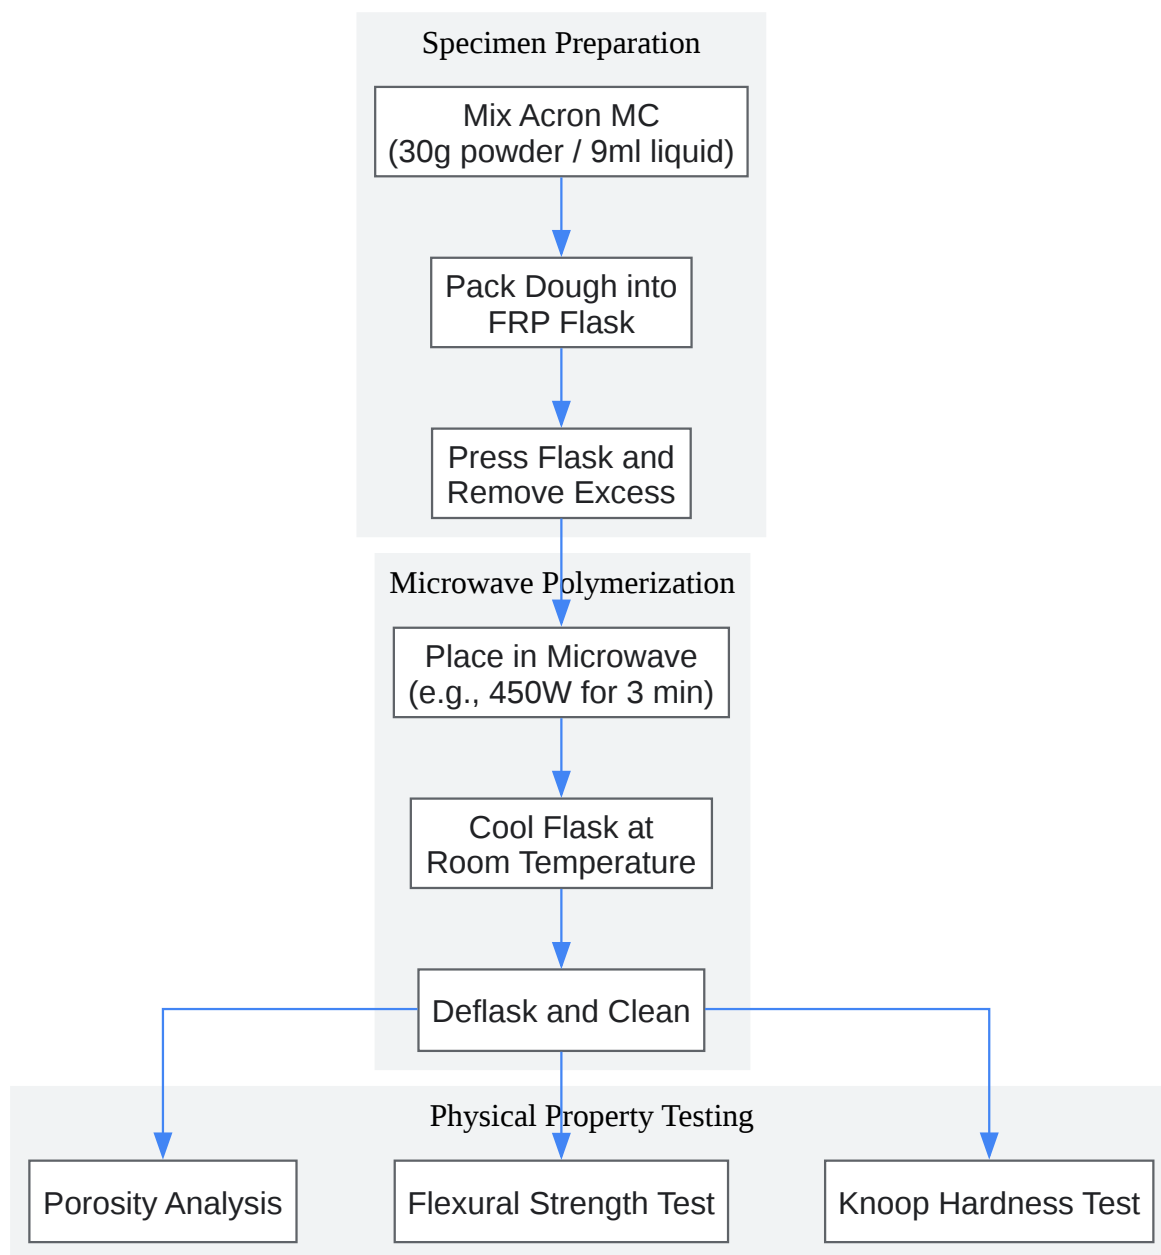 Specimen Preparation
Mix Acron MC
(30g powder / 9ml liquid)
Pack Dough into
FRP Flask
Press Flask and
Remove Excess
Microwave Polymerization
Place in Microwave
(e.g., 450W for 3 min)
Cool Flask at
Room Temperature
Deflask and Clean
Physical Property Testing
Porosity Analysis
Flexural Strength Test
Knoop Hardness Test